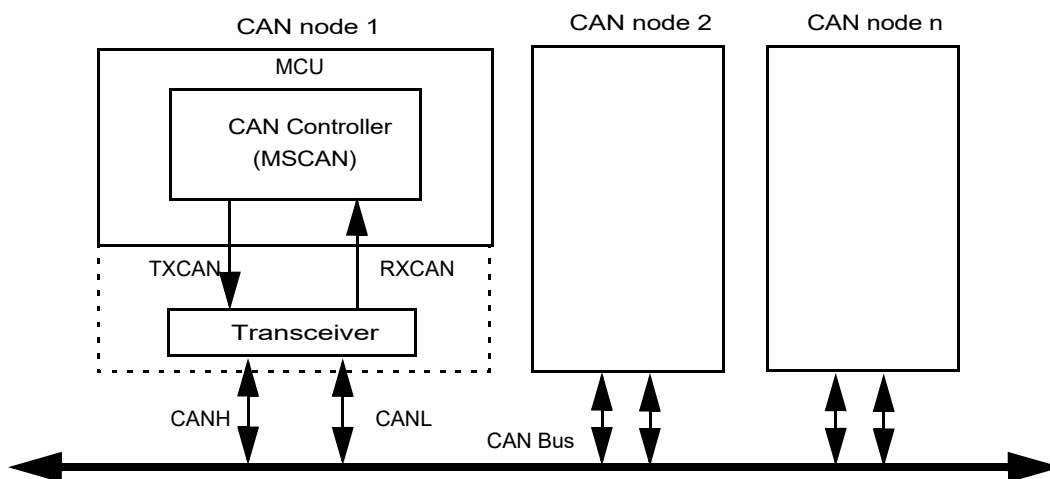 CAN node 1
CAN node 2
CAN node n
MCU
CAN Controller
(MSCAN)
TXCAN
RXCAN
Transceiver
CANH
CANL
CAN Bus